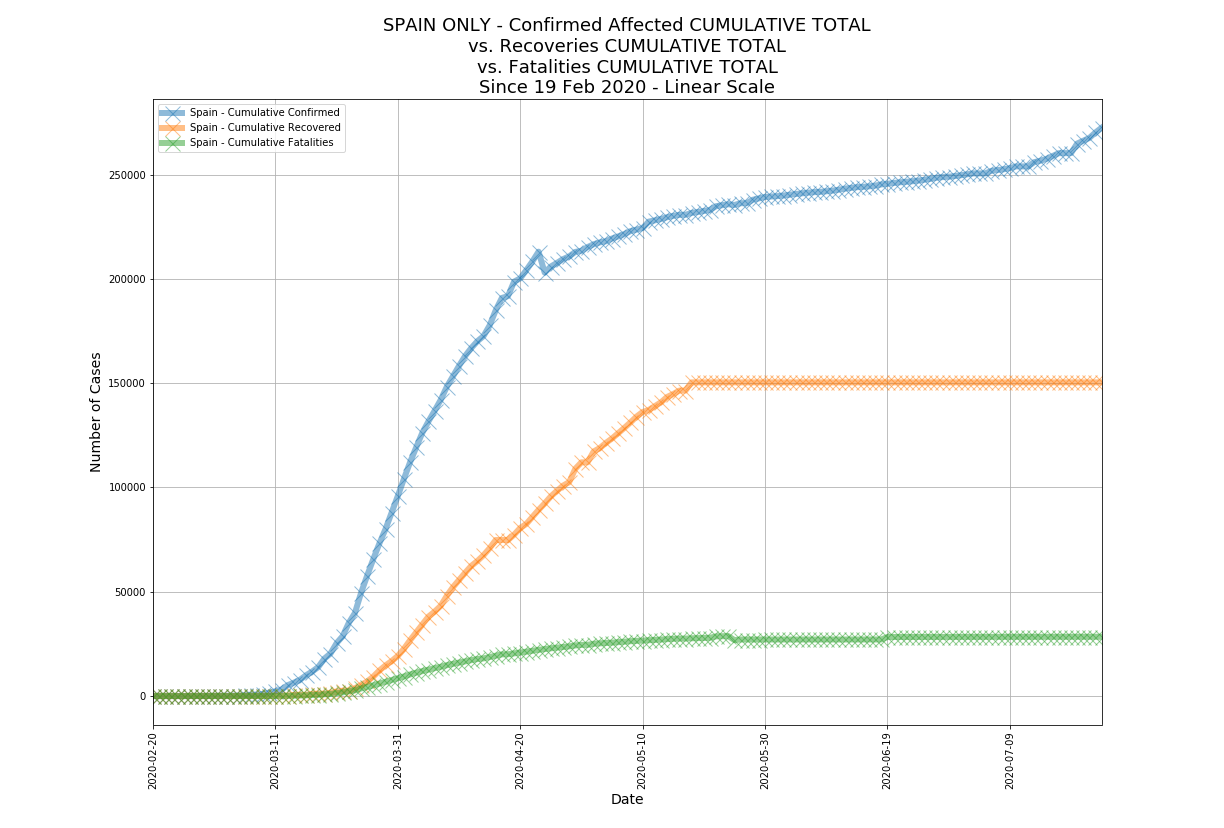 SPAIN ONLY - Confirmed Affected CUMULATIVE TOTAL
vs. Recoveries CUMULATIVE TOTAL
vs. Fatalities CUMULATIVE TOTAL
Since 19 Feb 2020 - Linear Scale
Spain - Cumulative Confirmed
Spain - Cumulative Recovered
Spain - Cumulative Fatalities
Number of Cases
250000
200000
150000
100000
50000
0
2020-02-20
2020-03-11
2020-03-31
2020-04-20
2020-05-10
2020-05-30
2020-06-19
2020-07-09
Date